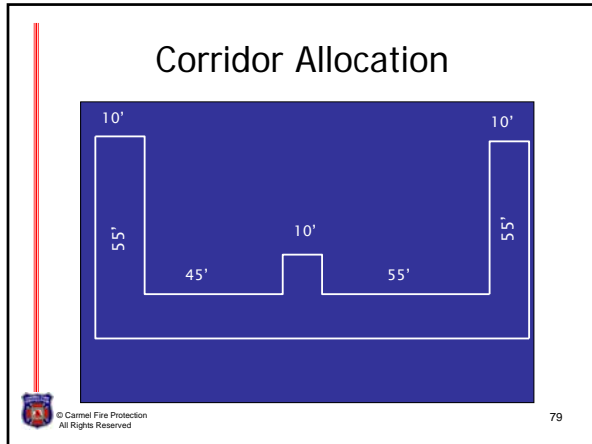 Corridor Allocation
10'
10'
55'
55'
10'
45'
55'
© Carmel Fire Protection
All Rights Reserved
79